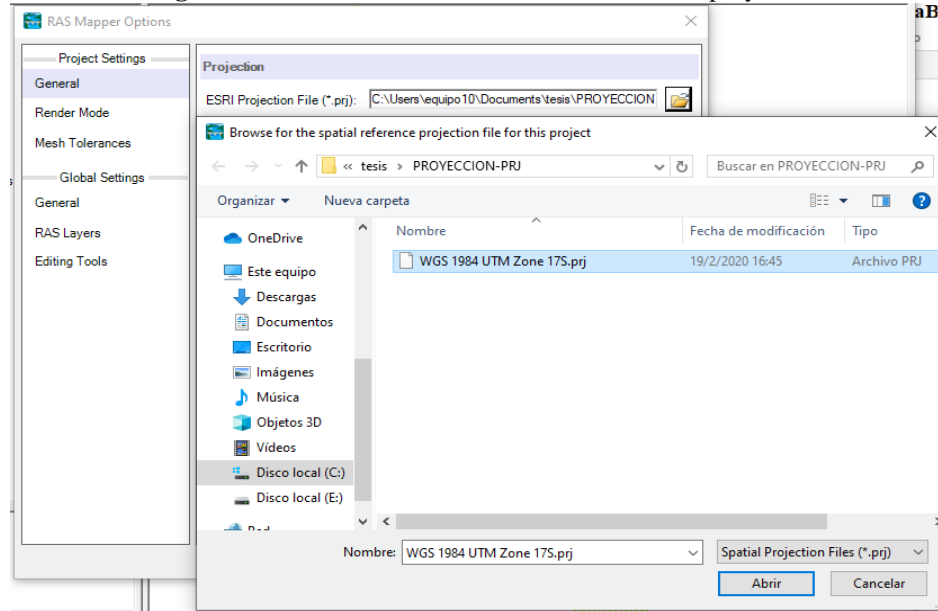 RAS Mapper Options
aB
Project Settings
General
Render Mode
Mesh Tolerances
Global Settings
General
RAS Layers
Editing Tools
Projection
ESRI Projection File (*.prj): C:\Users\equipo10\Documents\tesis\PROYECCION
Browse for the spatial reference projection file for this project
« tesis > PROYECCION-PRJ
Buscar en PROYECCIÓN-PRJ
Organizar
Nueva carpeta
Nombre
Fecha de modificación
Tipo
WGS 1984 UTM Zone 17S.prj
19/2/2020 16:45
Archivo PRJ
OneDrive
Este equipo
Descargas
Documentos
Escritorio
Imágenes
Música
Objetos 3D
Vídeos
Disco local (C:)
Disco local (E:)
Nombre: WGS 1984 UTM Zone 17S.prj
Spatial Projection Files (*.prj)
Abrir
Cancelar